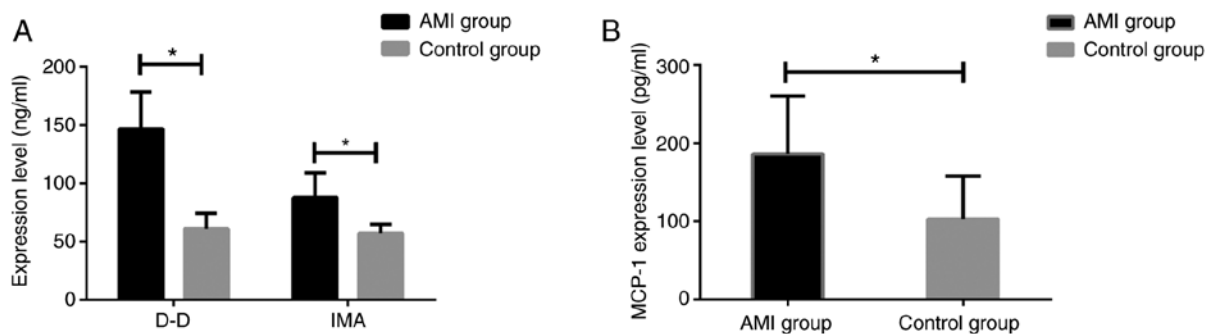 A
AMI group
Control group
Expression level (ng/ml)
200
150
100
50
0
*
*
D-D
IMA
B
AMI group
Control group
MCP-1 expression level (pg/ml)
300
200
100
0
*
AMI group
Control group